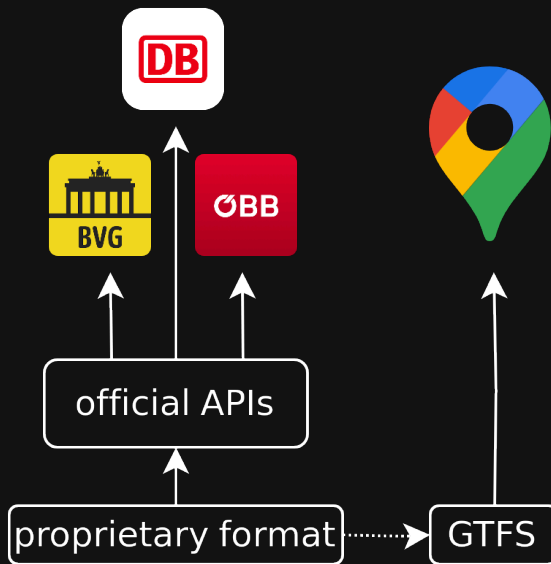 DB
BVG
ÖBB
official APIs
proprietary format
GTFS